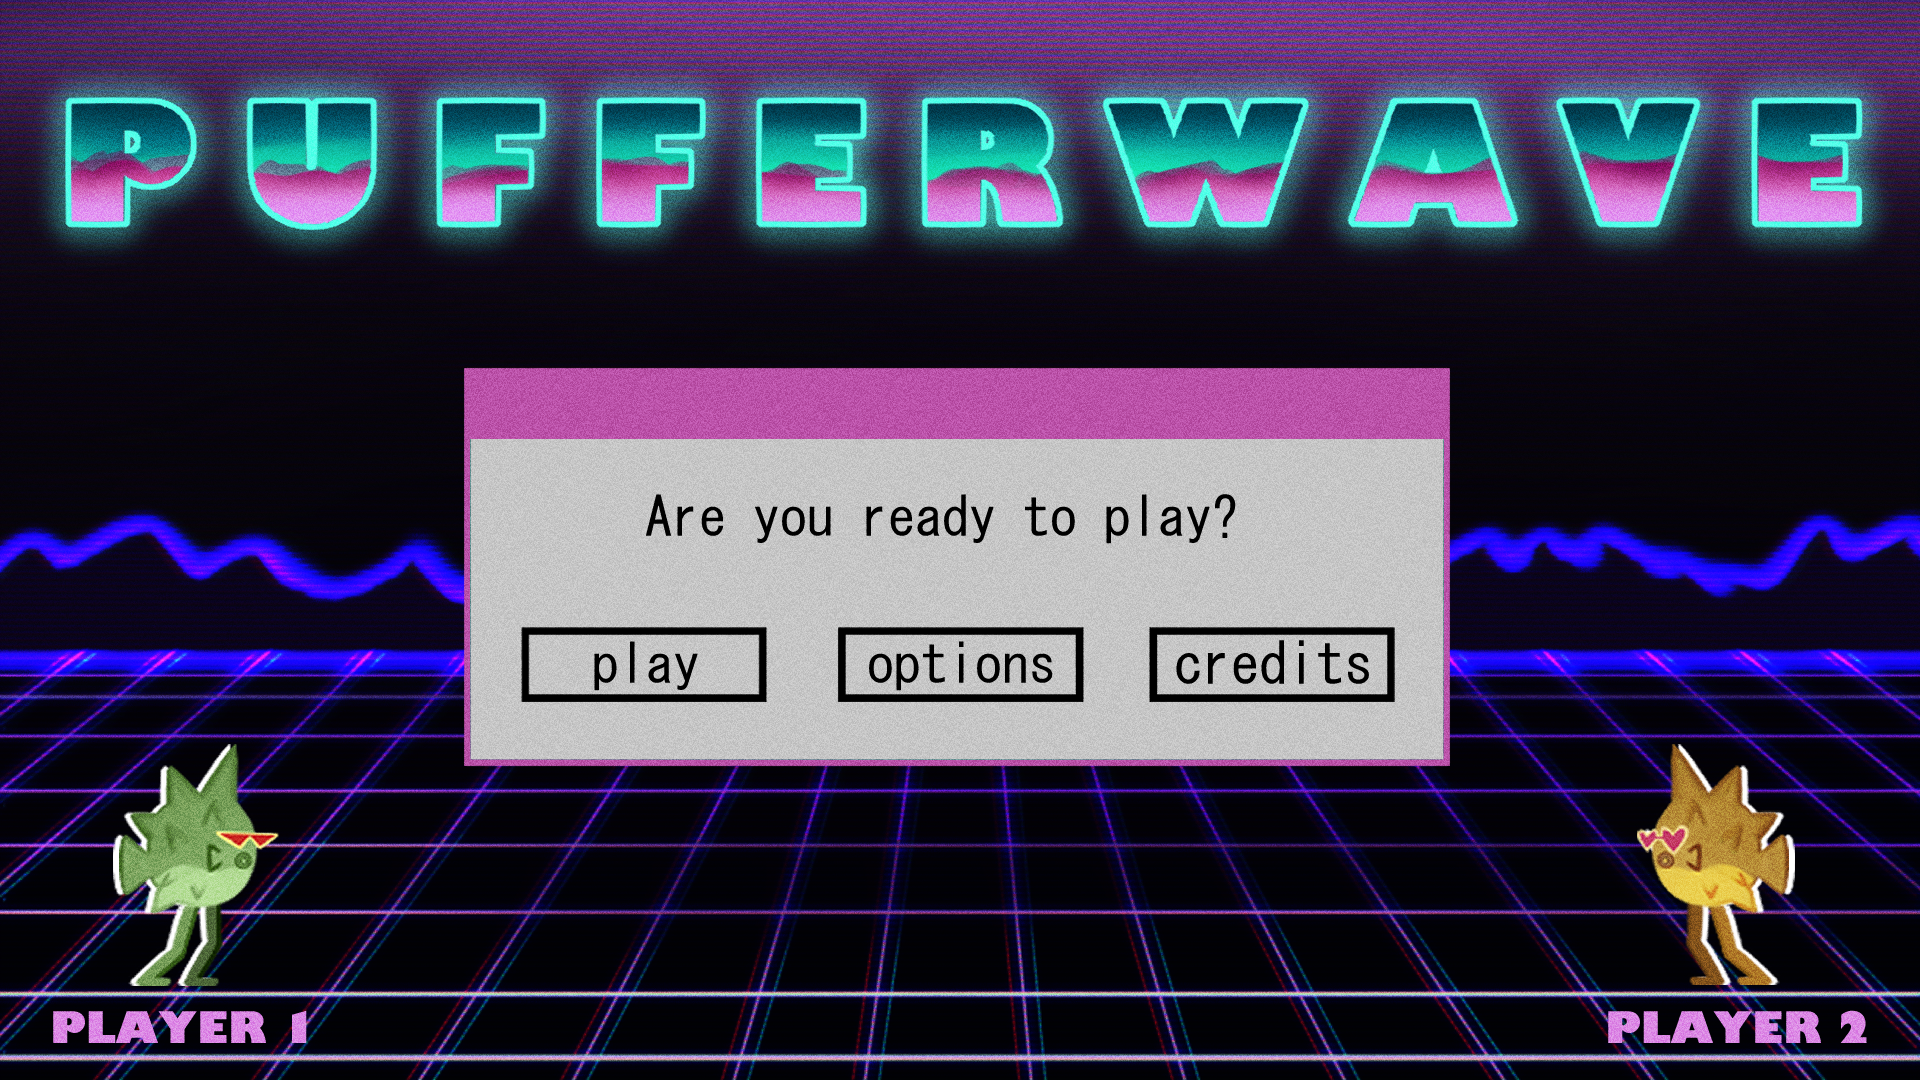 PUFFERWAVE
Are you ready to play?
play
options
credits
PLAYER 1
PLAYER 2